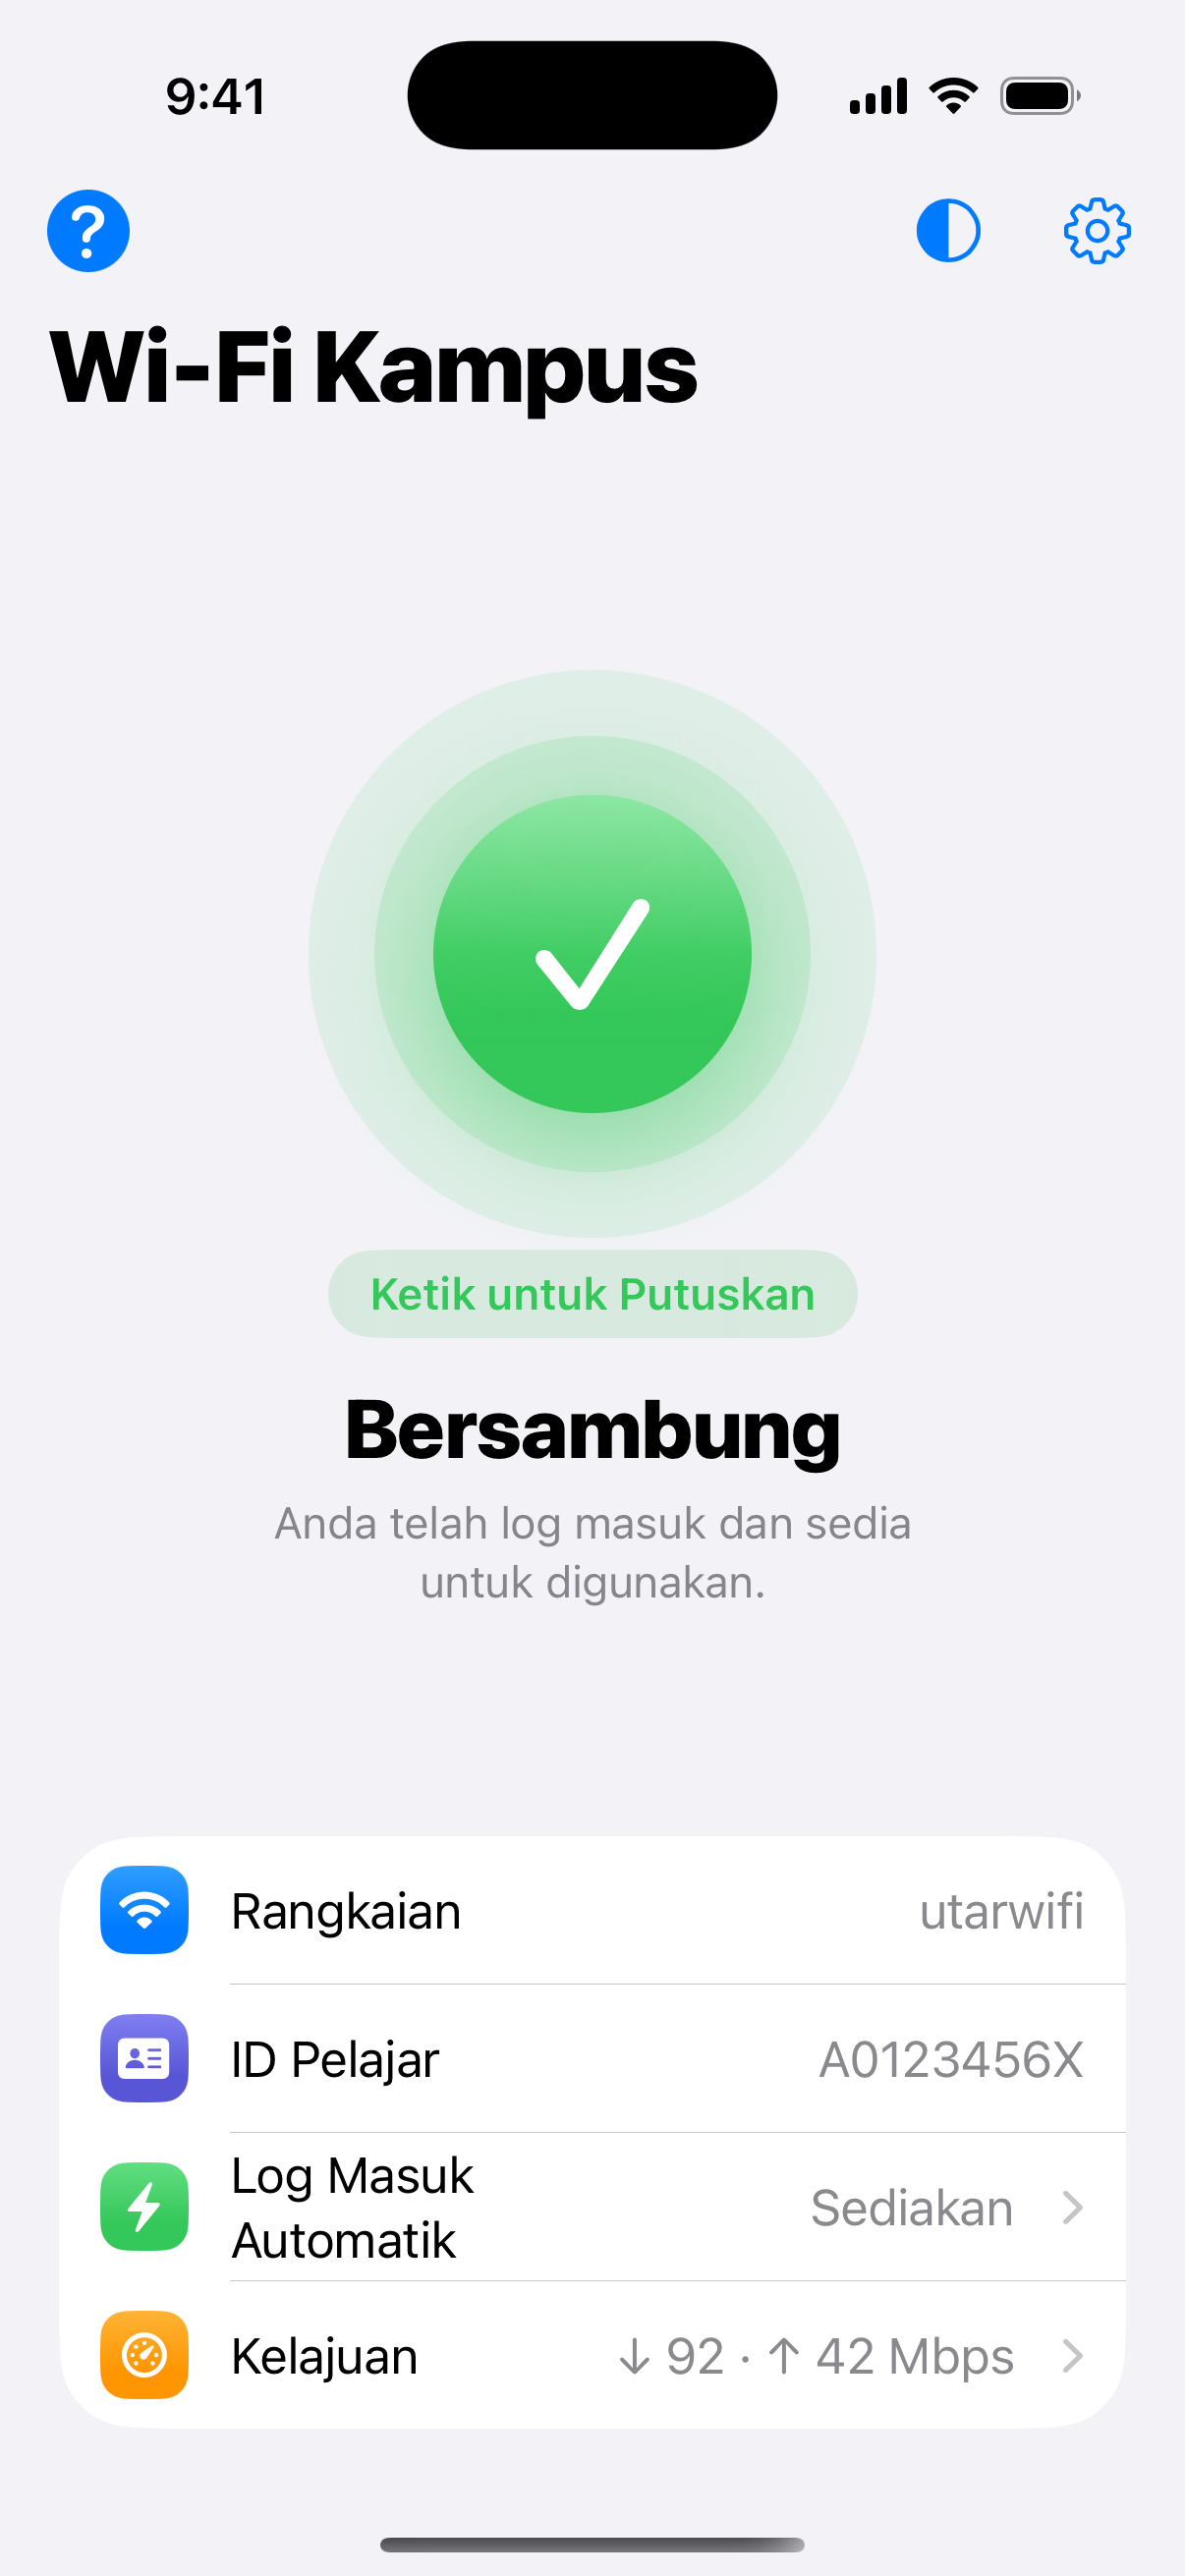 9:41
Wi-Fi Kampus
Ketik untuk Putuskan
Bersambung
Anda telah log masuk dan sedia
untuk digunakan.
Rangkaian utarwifi
ID Pelajar A0123456X
Log Masuk
Automatik
Sediakan
Kelajuan ↓ 92 · ↑ 42 Mbps